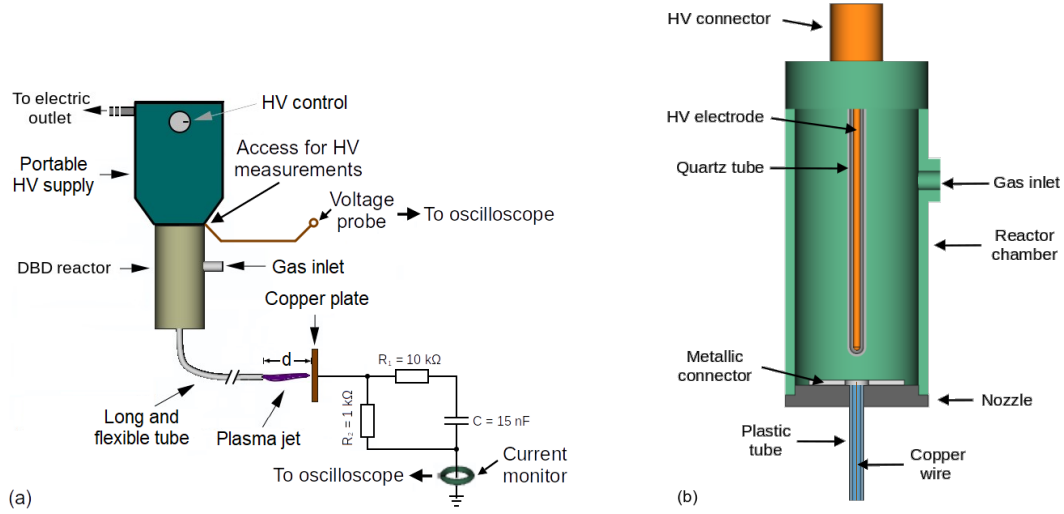 To electric
outlet
HV control
Portable
HV supply
Access for HV
measurements
Voltage
probe
To oscilloscope
DBD reactor
Gas inlet
Copper plate
d
R₁ = 10 kΩ
R₂ = 1 kΩ
C = 15 nF
Long and
flexible tube
Plasma jet
To oscilloscope
Current
monitor
(a)
HV connector
HV electrode
Quartz tube
Gas inlet
Reactor
chamber
Metallic
connector
Nozzle
Plastic
tube
Copper
wire
(b)